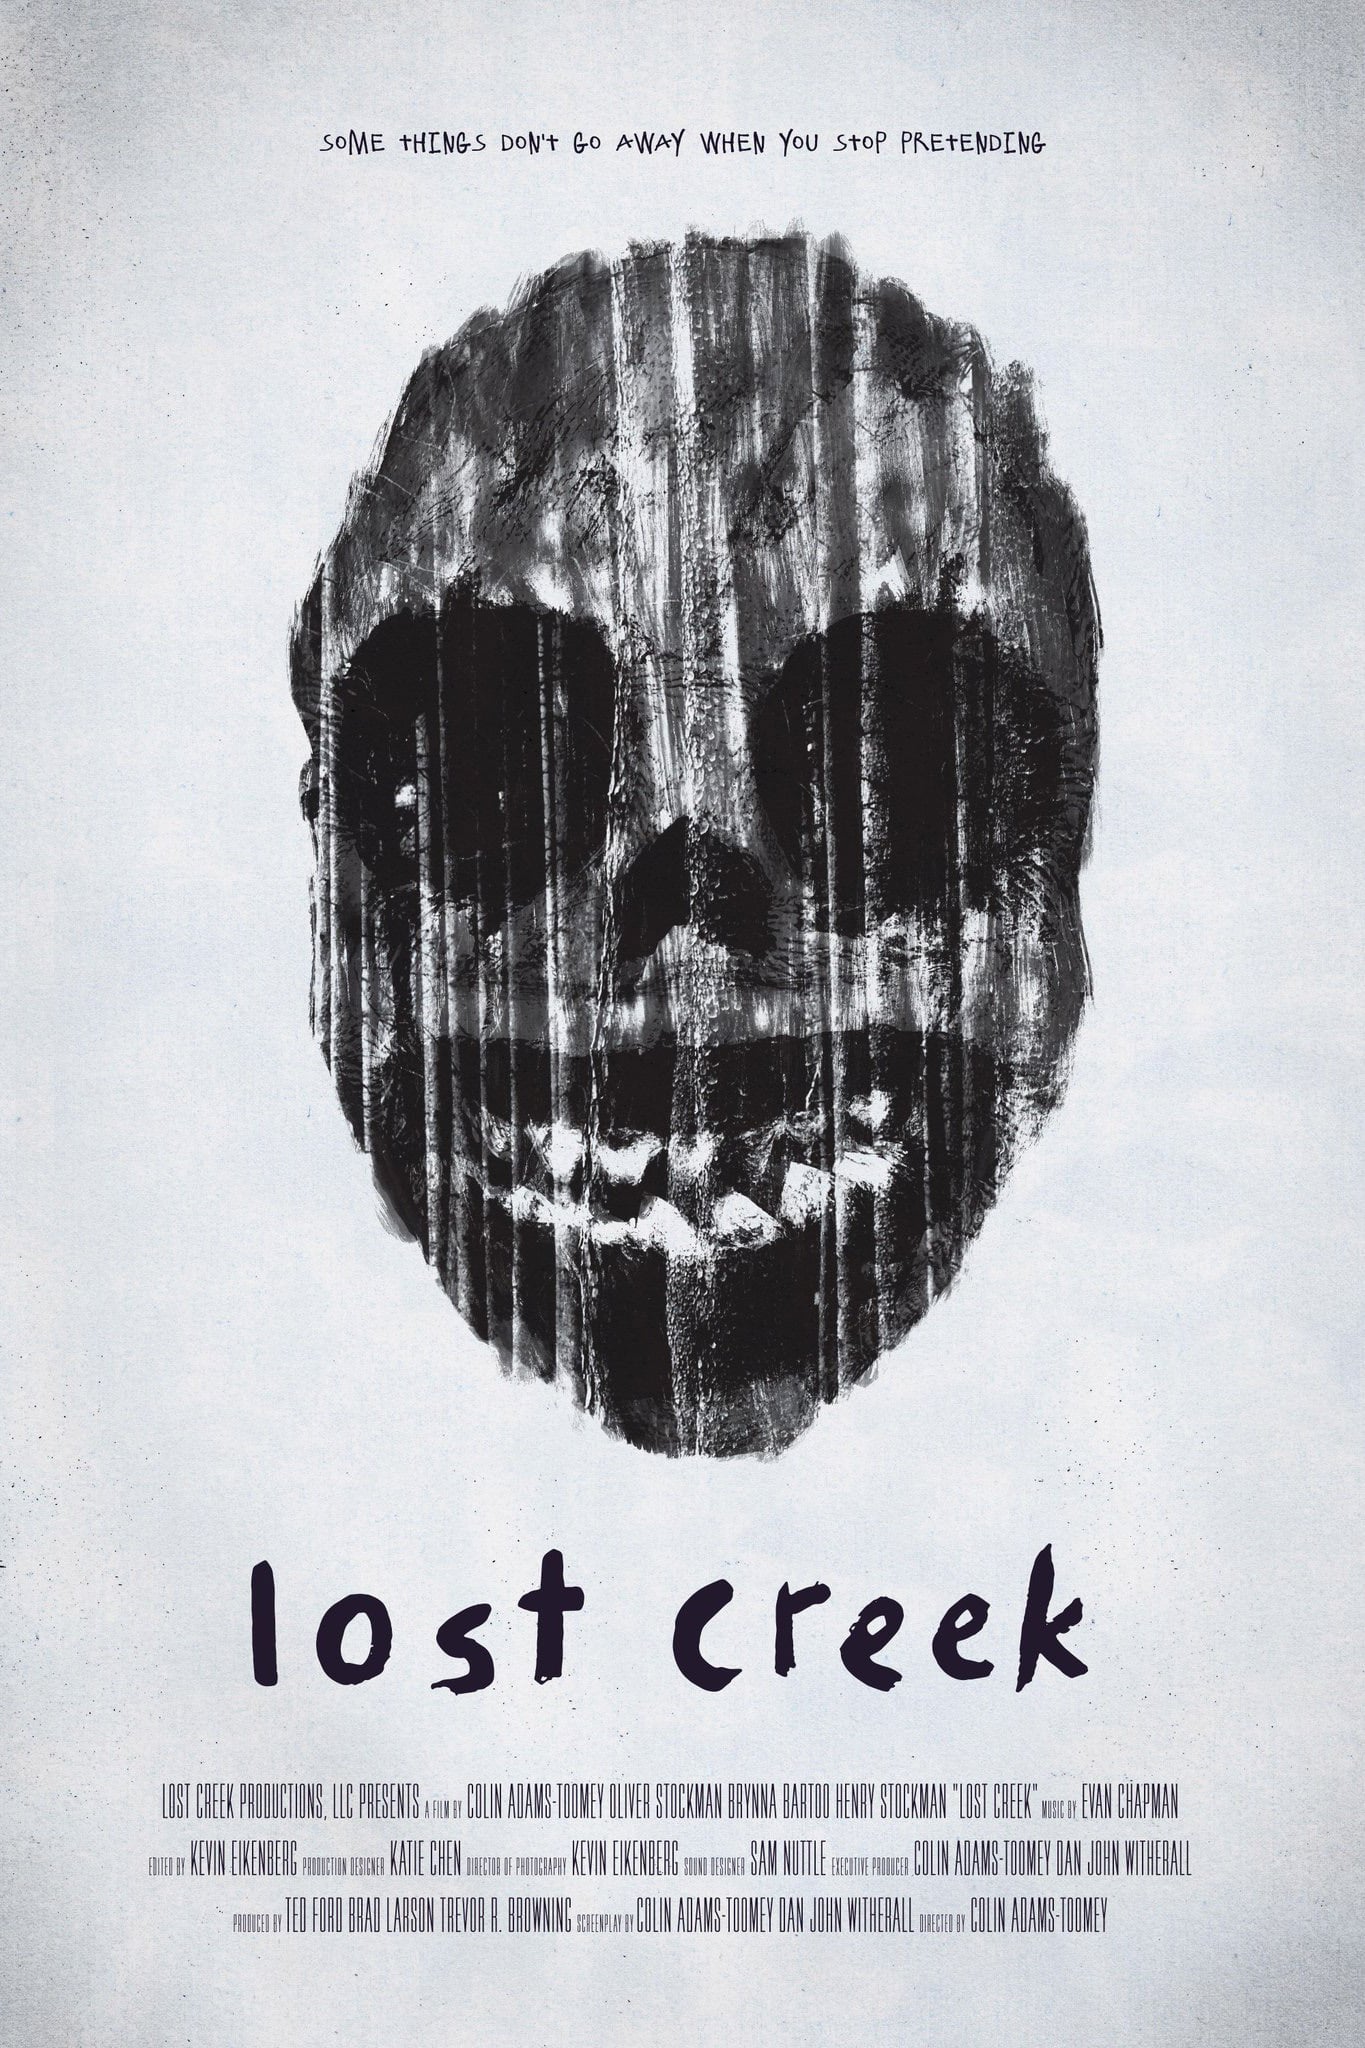 SOME THINGS DON'T GO AWAY WHEN YOU STOP PRETENDING
lost creek
LOST CREEK PRODUCTIONS, LLC PRESENTS A FILM BY COLIN ADAMS-TOOMEY OLIVER STOCKMAN BRYNNA BARTOO HENRY STOCKMAN "LOST CREEK" MUSIC BY EVAN CHAPMAN
EDITED BY KEVIN EIKENBERG PRODUCTION DESIGNER KATIE CHEN DIRECTOR OF PHOTOGRAPHY KEVIN EIKENBERG SOUND DESIGNER SAM NUTTLE EXECUTIVE PRODUCER COLIN ADAMS-TOOMEY DAN JOHN WITHERALL
PRODUCED BY TED FORD BRAD LARSON TREVOR R. BROWNING SCREENPLAY BY COLIN ADAMS-TOOMEY DAN JOHN WITHERALL DIRECTED BY COLIN ADAMS-TOOMEY